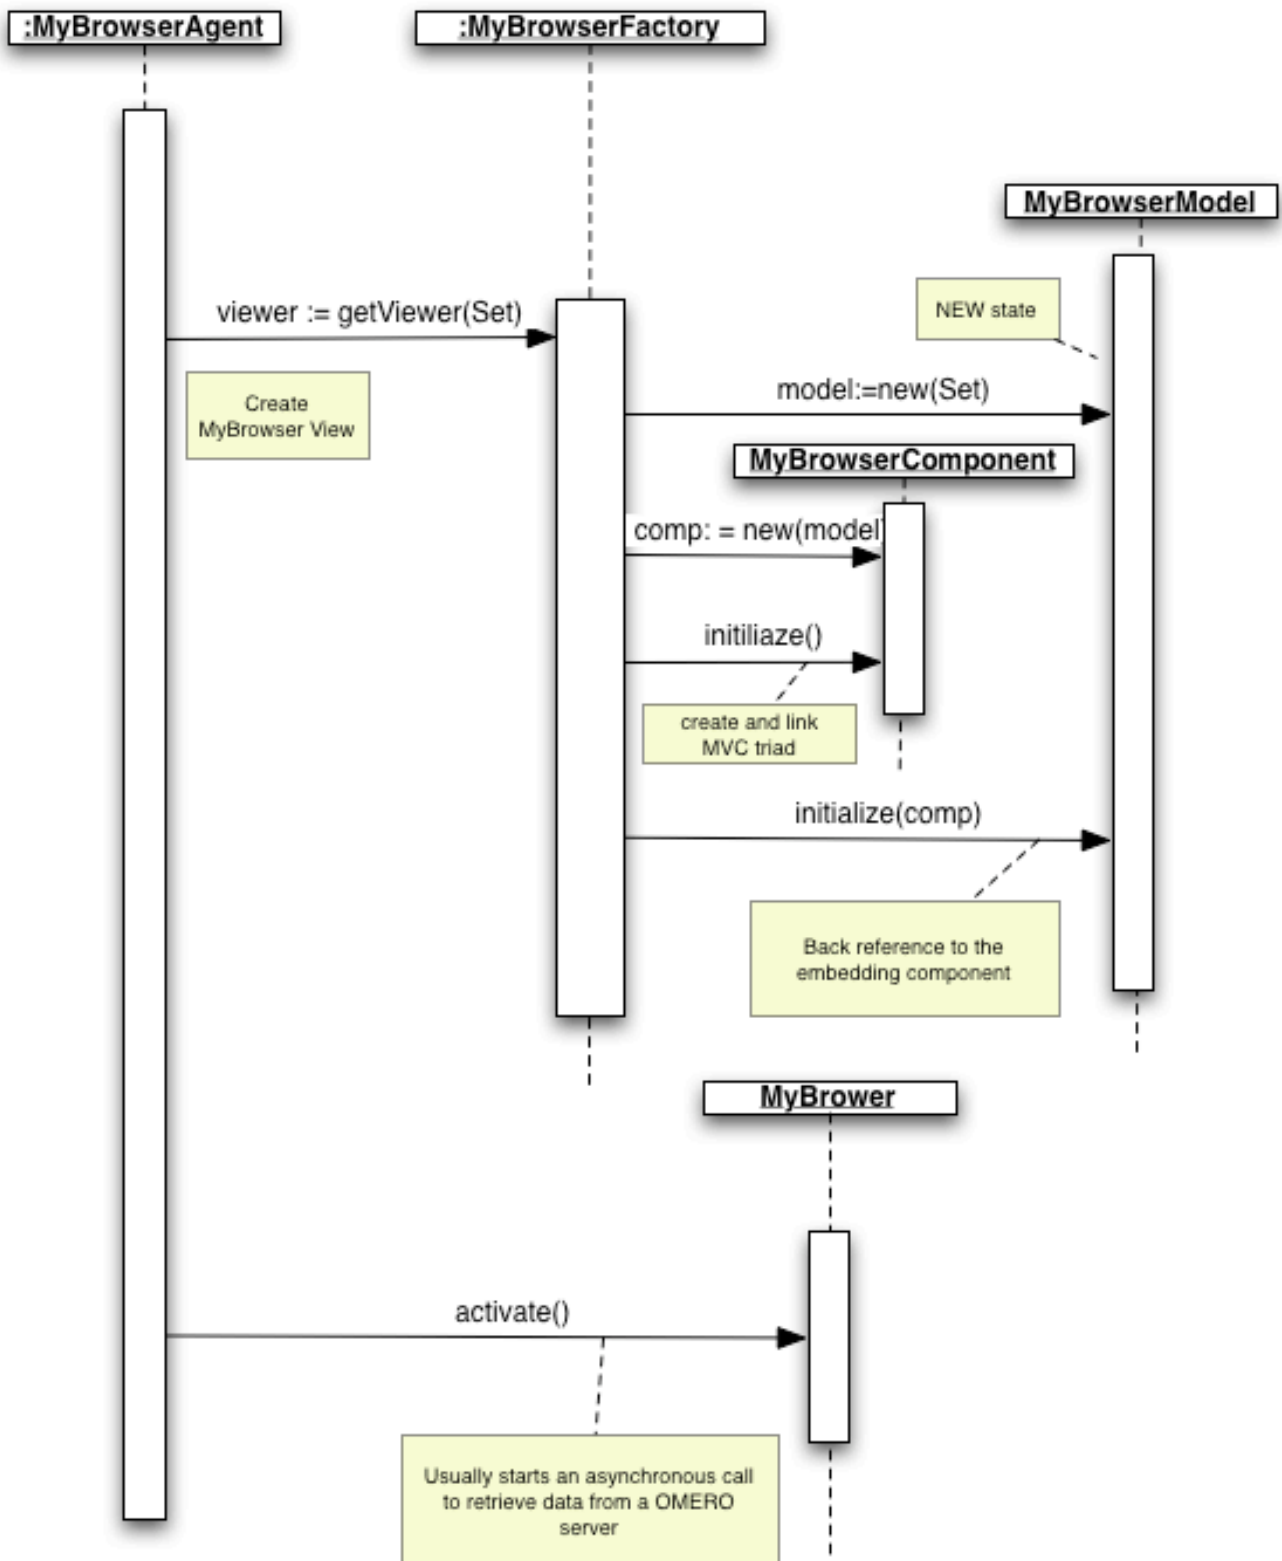 :MyBrowserAgent
:MyBrowserFactory
MyBrowserModel
NEW state
viewer := getViewer(Set)
Create
MyBrowser View
model:=new(Set)
MyBrowserComponent
comp: = new(model)
initiliaze()
create and link
MVC triad
initialize(comp)
Back reference to the
embedding component
MyBrower
activate()
Usually starts an asynchronous call
to retrieve data from a OMERO
server